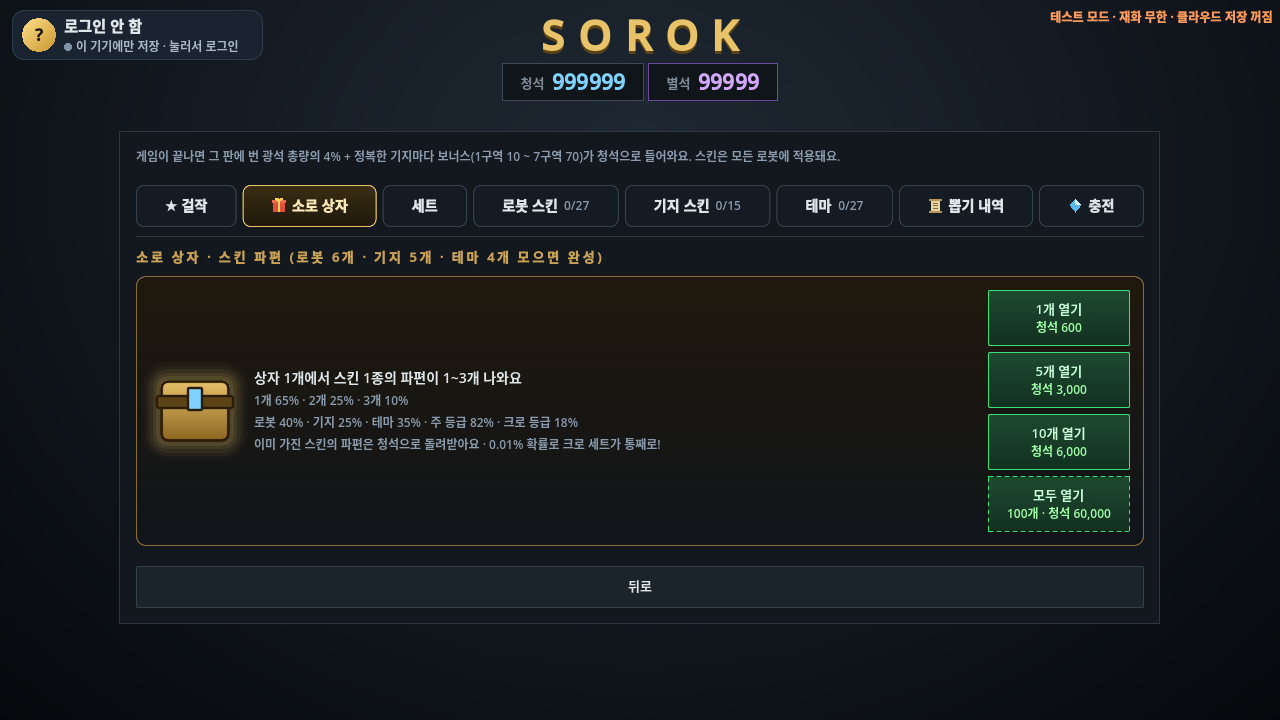 ?
로그인 안 함
이 기기에만 저장 · 눌러서 로그인
SOROK
테스트 모드 · 재화 무한 · 클라우드 저장 꺼짐
청석 999999
별석 99999
게임이 끝나면 그 판에 번 광석 총량의 4% + 정복한 기지마다 보너스(1구역 10 ~ 7구역 70)가 청석으로 들어와요. 스킨은 모든 로봇에 적용돼요.
★ 걸작
소로 상자
세트
로봇 스킨 0/27
기지 스킨 0/15
테마 0/27
뽑기 내역
충전
소로 상자 · 스킨 파편 (로봇 6개 · 기지 5개 · 테마 4개 모으면 완성)
상자 1개에서 스킨 1종의 파편이 1~3개 나와요
1개 65% · 2개 25% · 3개 10%
로봇 40% · 기지 25% · 테마 35% · 주 등급 82% · 크로 등급 18%
이미 가진 스킨의 파편은 청석으로 돌려받아요 · 0.01% 확률로 크로 세트가 통째로!
1개 열기
청석 600
5개 열기
청석 3,000
10개 열기
청석 6,000
모두 열기
100개 · 청석 60,000
뒤로